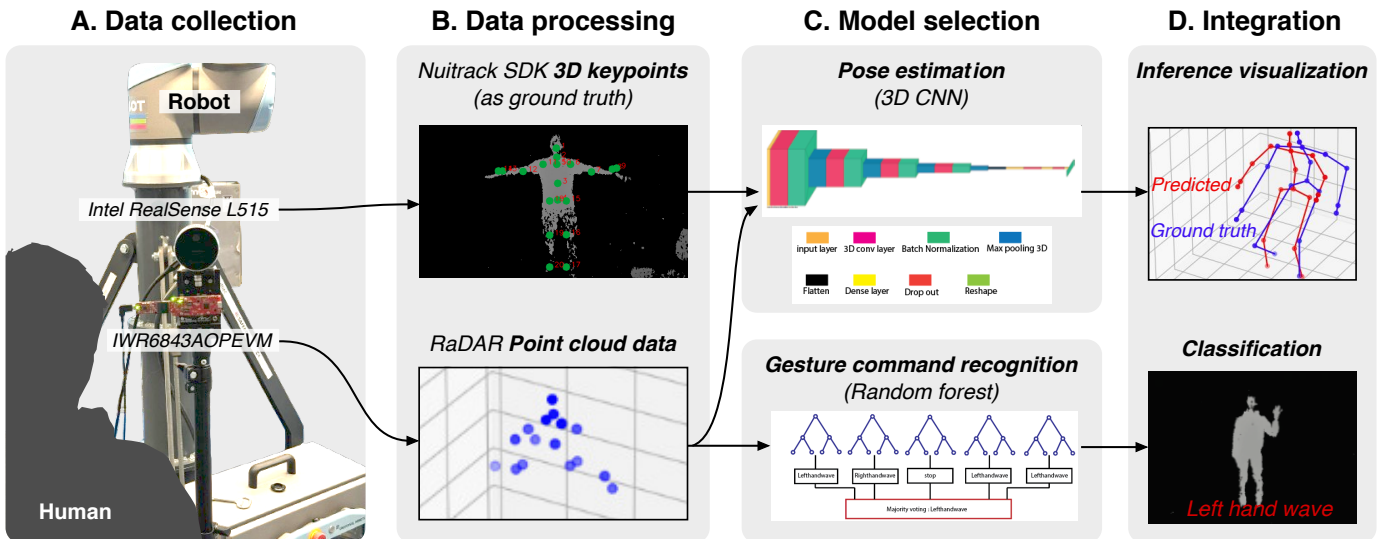 A. Data collection
B. Data processing
C. Model selection
D. Integration
Robot
Intel RealSense L515
IWR6843AOPEVM
Human
Nuitrack SDK 3D keypoints
(as ground truth)
RaDAR Point cloud data
Pose estimation
(3D CNN)
input layer
3D conv layer
Batch Normalization
Max pooling 3D
Flatten
Dense layer
Drop out
Reshape
Gesture command recognition
(Random forest)
Lefthandwave
Righthandwave
stop
Lefthandwave
Lefthandwave
Majority voting : Lefthandwave
Inference visualization
Predicted
Ground truth
Classification
Left hand wave